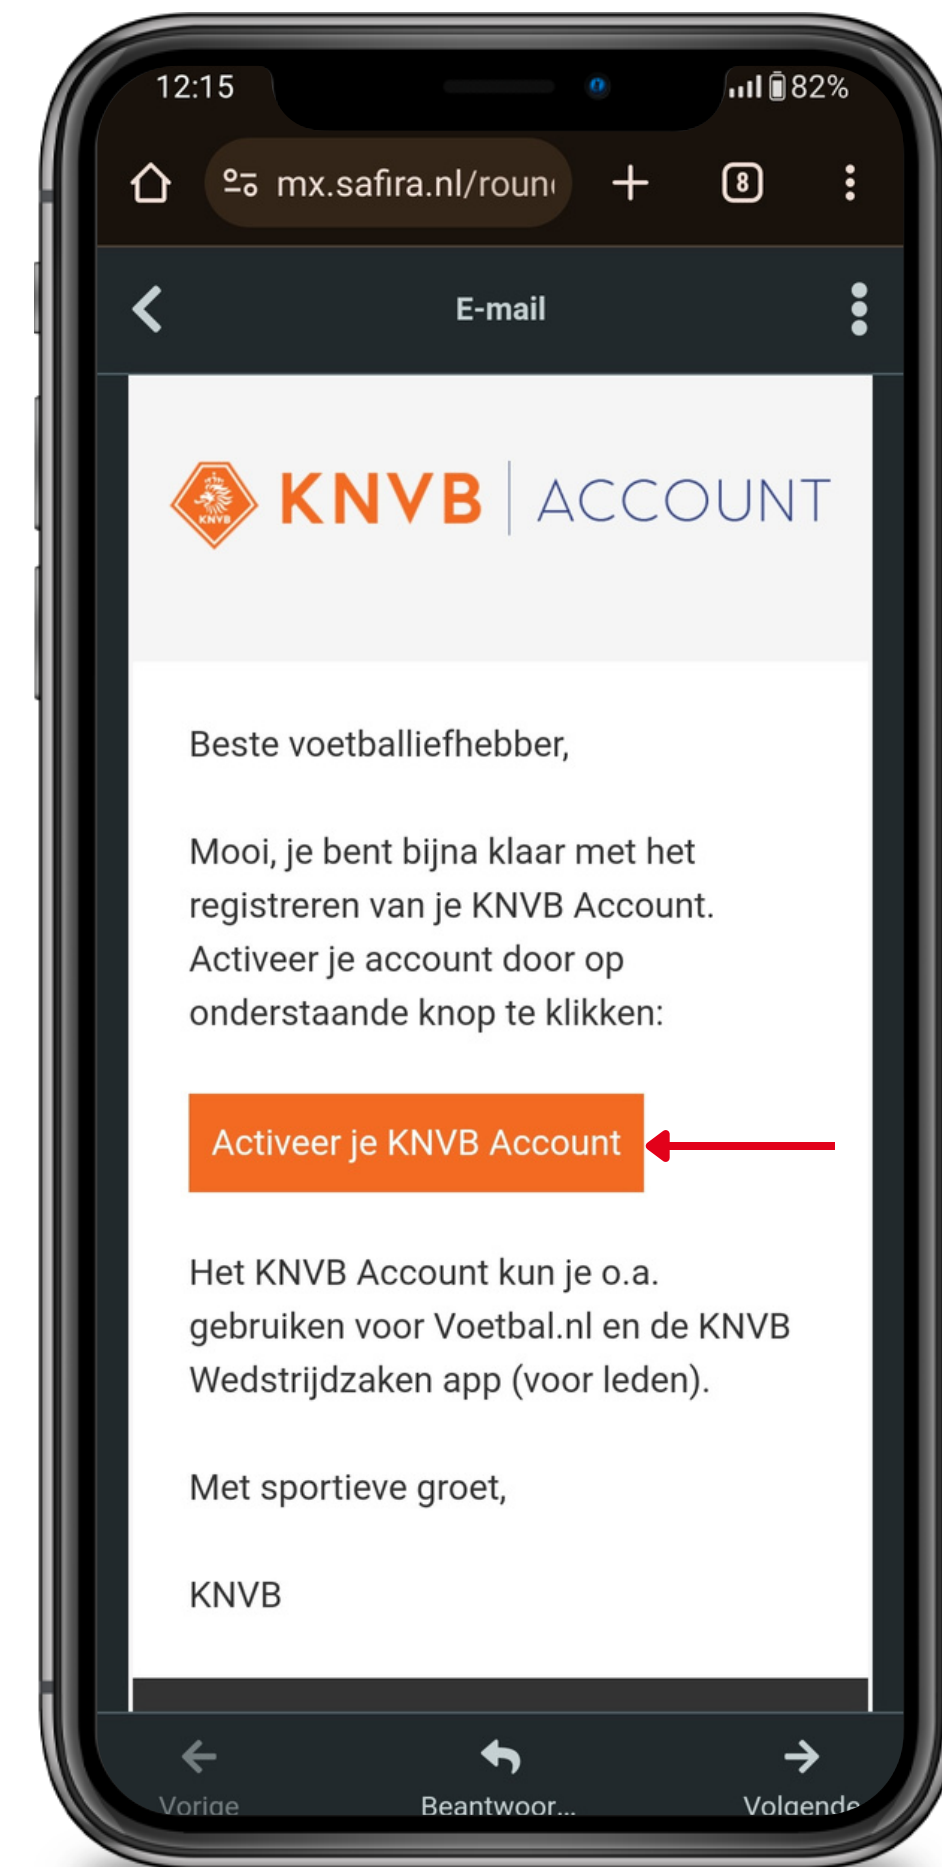 12:15
82%
mx.safira.nl/roun
8
E-mail
KNVB
KNVB | ACCOUNT
Beste voetballiefhebber,
Mooi, je bent bijna klaar met het
registreren van je KNVB Account.
Activeer je account door op
onderstaande knop te klikken:
Activeer je KNVB Account
Het KNVB Account kun je o.a.
gebruiken voor Voetbal.nl en de KNVB
Wedstrijdzaken app (voor leden).
Met sportieve groet,
KNVB
Vorige
Beantwoor...
Volgende